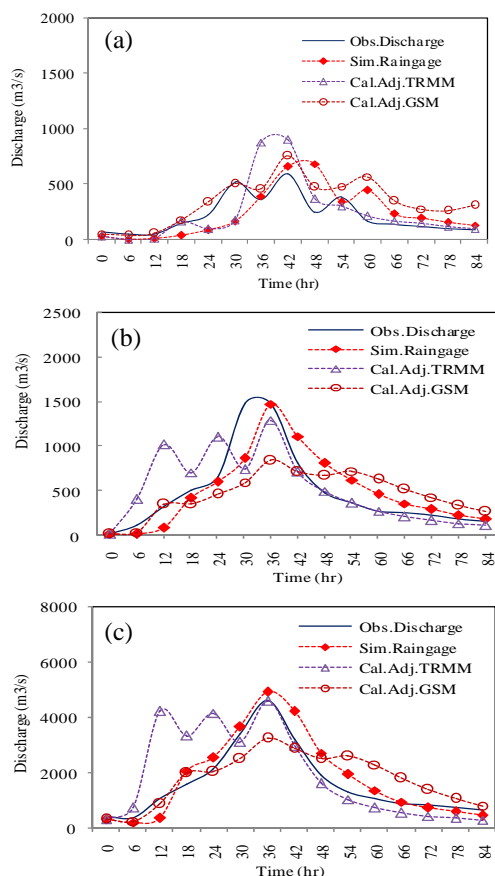 (a)
Obs.Discharge
Sim.Raingage
Cal.Adj.TRMM
Cal.Adj.GSM
Discharge (m3/s)
2000
1500
1000
500
0
0 6 12 18 24 30 36 42 48 54 60 66 72 78 84
Time (hr)
(b)
Obs.Discharge
Sim.Raingage
Cal.Adj.TRMM
Cal.Adj.GSM
Discharge (m3/s)
2500
2000
1500
1000
500
0
0 6 12 18 24 30 36 42 48 54 60 66 72 78 84
Time (hr)
(c)
Obs.Discharge
Sim.Raingage
Cal.Adj.TRMM
Cal.Adj.GSM
Discharge (m3/s)
8000
6000
4000
2000
0
0 6 12 18 24 30 36 42 48 54 60 66 72 78 84
Time (hr)